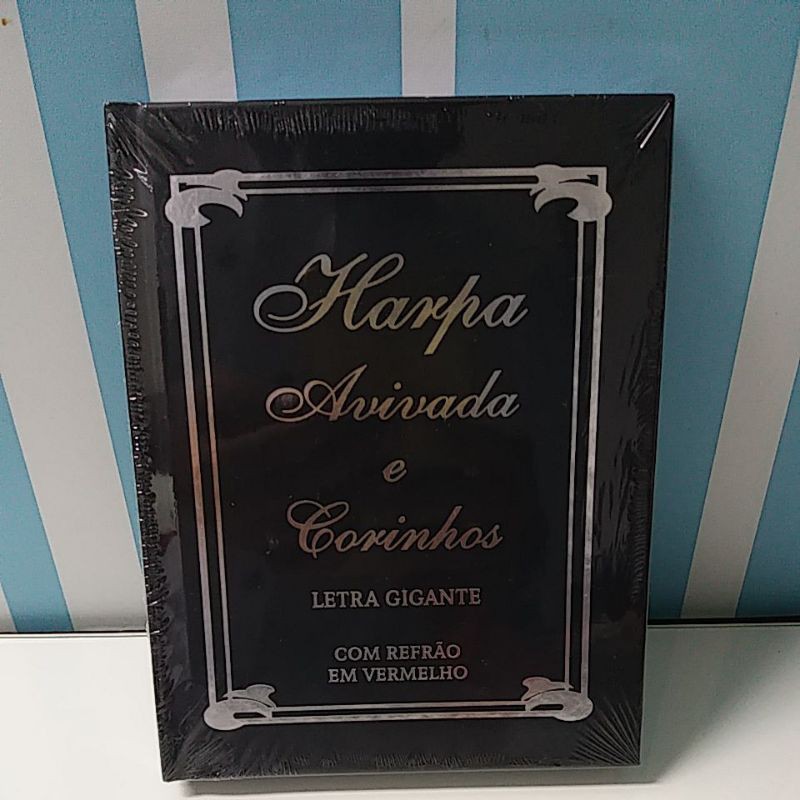 Harpa
Avivada
e
Corinhos
LETRA GIGANTE
COM REFRÃO
EM VERMELHO